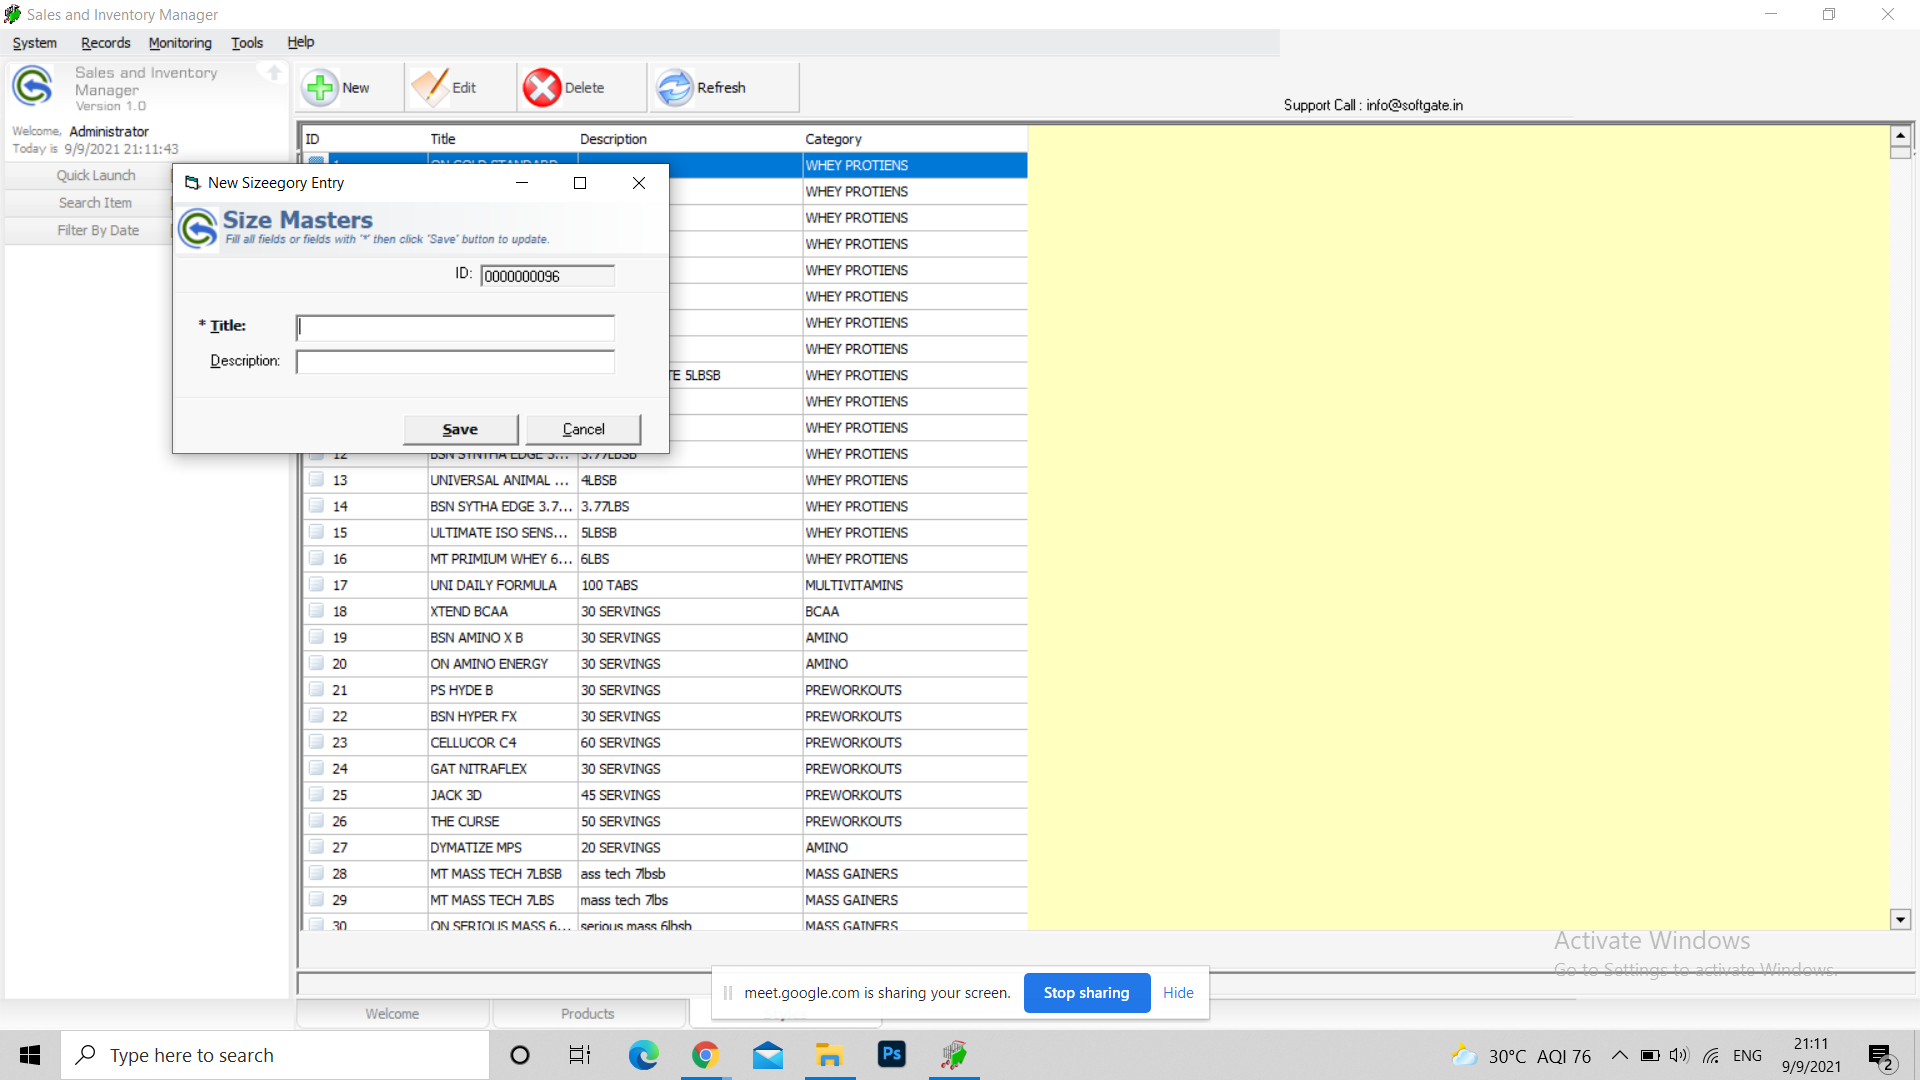 Sales and Inventory Manager
System Records Monitoring Tools Help
Sales and Inventory
Manager
Version 1.0
New Edit Delete Refresh
Support Call : info@softgate.in
Welcome, Administrator
Today is 9/9/2021 21:11:43
Quick Launch
Search Item
Filter By Date
New Sizeegory Entry
Size Masters
Fill all fields or fields with '*' then click 'Save' button to update.
ID: 0000000096
* Title:
Description:
Save Cancel
ID Title Description Category
WHEY PROTIENS
WHEY PROTIENS
WHEY PROTIENS
WHEY PROTIENS
WHEY PROTIENS
WHEY PROTIENS
WHEY PROTIENS
WHEY PROTIENS
5LBSB WHEY PROTIENS
WHEY PROTIENS
WHEY PROTIENS
12 BSN SYNTHA EDGE 3... 3.77LBSB WHEY PROTIENS
13 UNIVERSAL ANIMAL ... 4LBSB WHEY PROTIENS
14 BSN SYTHA EDGE 3.7... 3.77LBS WHEY PROTIENS
15 ULTIMATE ISO SENS... 5LBSB WHEY PROTIENS
16 MT PRIMIUM WHEY 6... 6LBS WHEY PROTIENS
17 UNI DAILY FORMULA 100 TABS MULTIVITAMINS
18 XTEND BCAA 30 SERVINGS BCAA
19 BSN AMINO X B 30 SERVINGS AMINO
20 ON AMINO ENERGY 30 SERVINGS AMINO
21 PS HYDE B 30 SERVINGS PREWORKOUTS
22 BSN HYPER FX 30 SERVINGS PREWORKOUTS
23 CELLUCOR C4 60 SERVINGS PREWORKOUTS
24 GAT NITRAFLEX 30 SERVINGS PREWORKOUTS
25 JACK 3D 45 SERVINGS PREWORKOUTS
26 THE CURSE 50 SERVINGS PREWORKOUTS
27 DYMATIZE MPS 20 SERVINGS AMINO
28 MT MASS TECH 7LBSB ass tech 7lbsb MASS GAINERS
29 MT MASS TECH 7LBS mass tech 7lbs MASS GAINERS
30 ON SERIOUS MASS 6... serious mass 6lbsb MASS GAINERS
Activate Windows
Go to Settings to activate Windows.
meet.google.com is sharing your screen. Stop sharing Hide
Welcome Products Styles
Type here to search
Ps
30°C AQI 76 ENG
21:11
9/9/2021
2